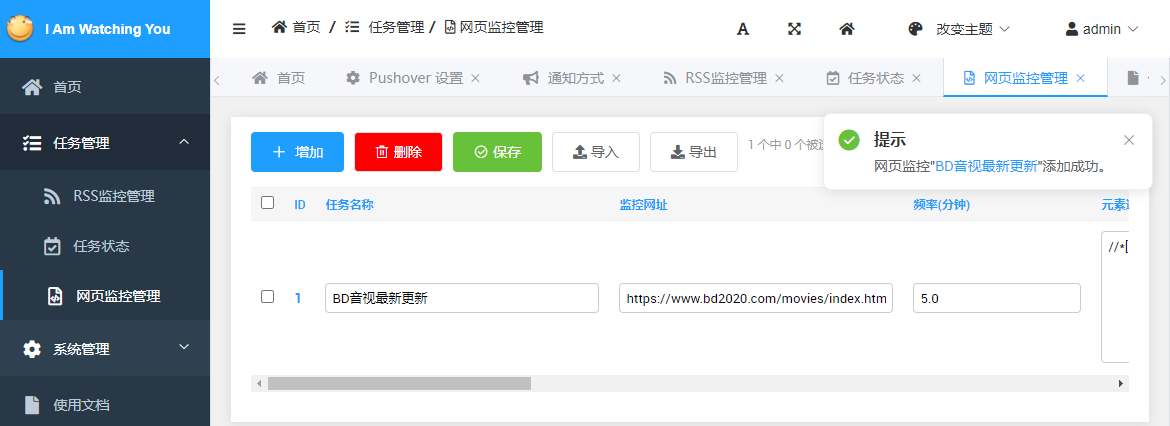 I Am Watching You
首页 / 任务管理 / 网页监控管理
A
改变主题
admin
首页
任务管理
RSS监控管理
任务状态
网页监控管理
系统管理
使用文档
首页
Pushover 设置
通知方式
RSS监控管理
任务状态
网页监控管理
增加
删除
保存
导入
导出
1 个中 0 个被
提示
网页监控"BD音视最新更新"添加成功。
ID
任务名称
监控网址
频率(分钟)
元素
1
BD音视最新更新
https://www.bd2020.com/movies/index.htm
5.0
//*[